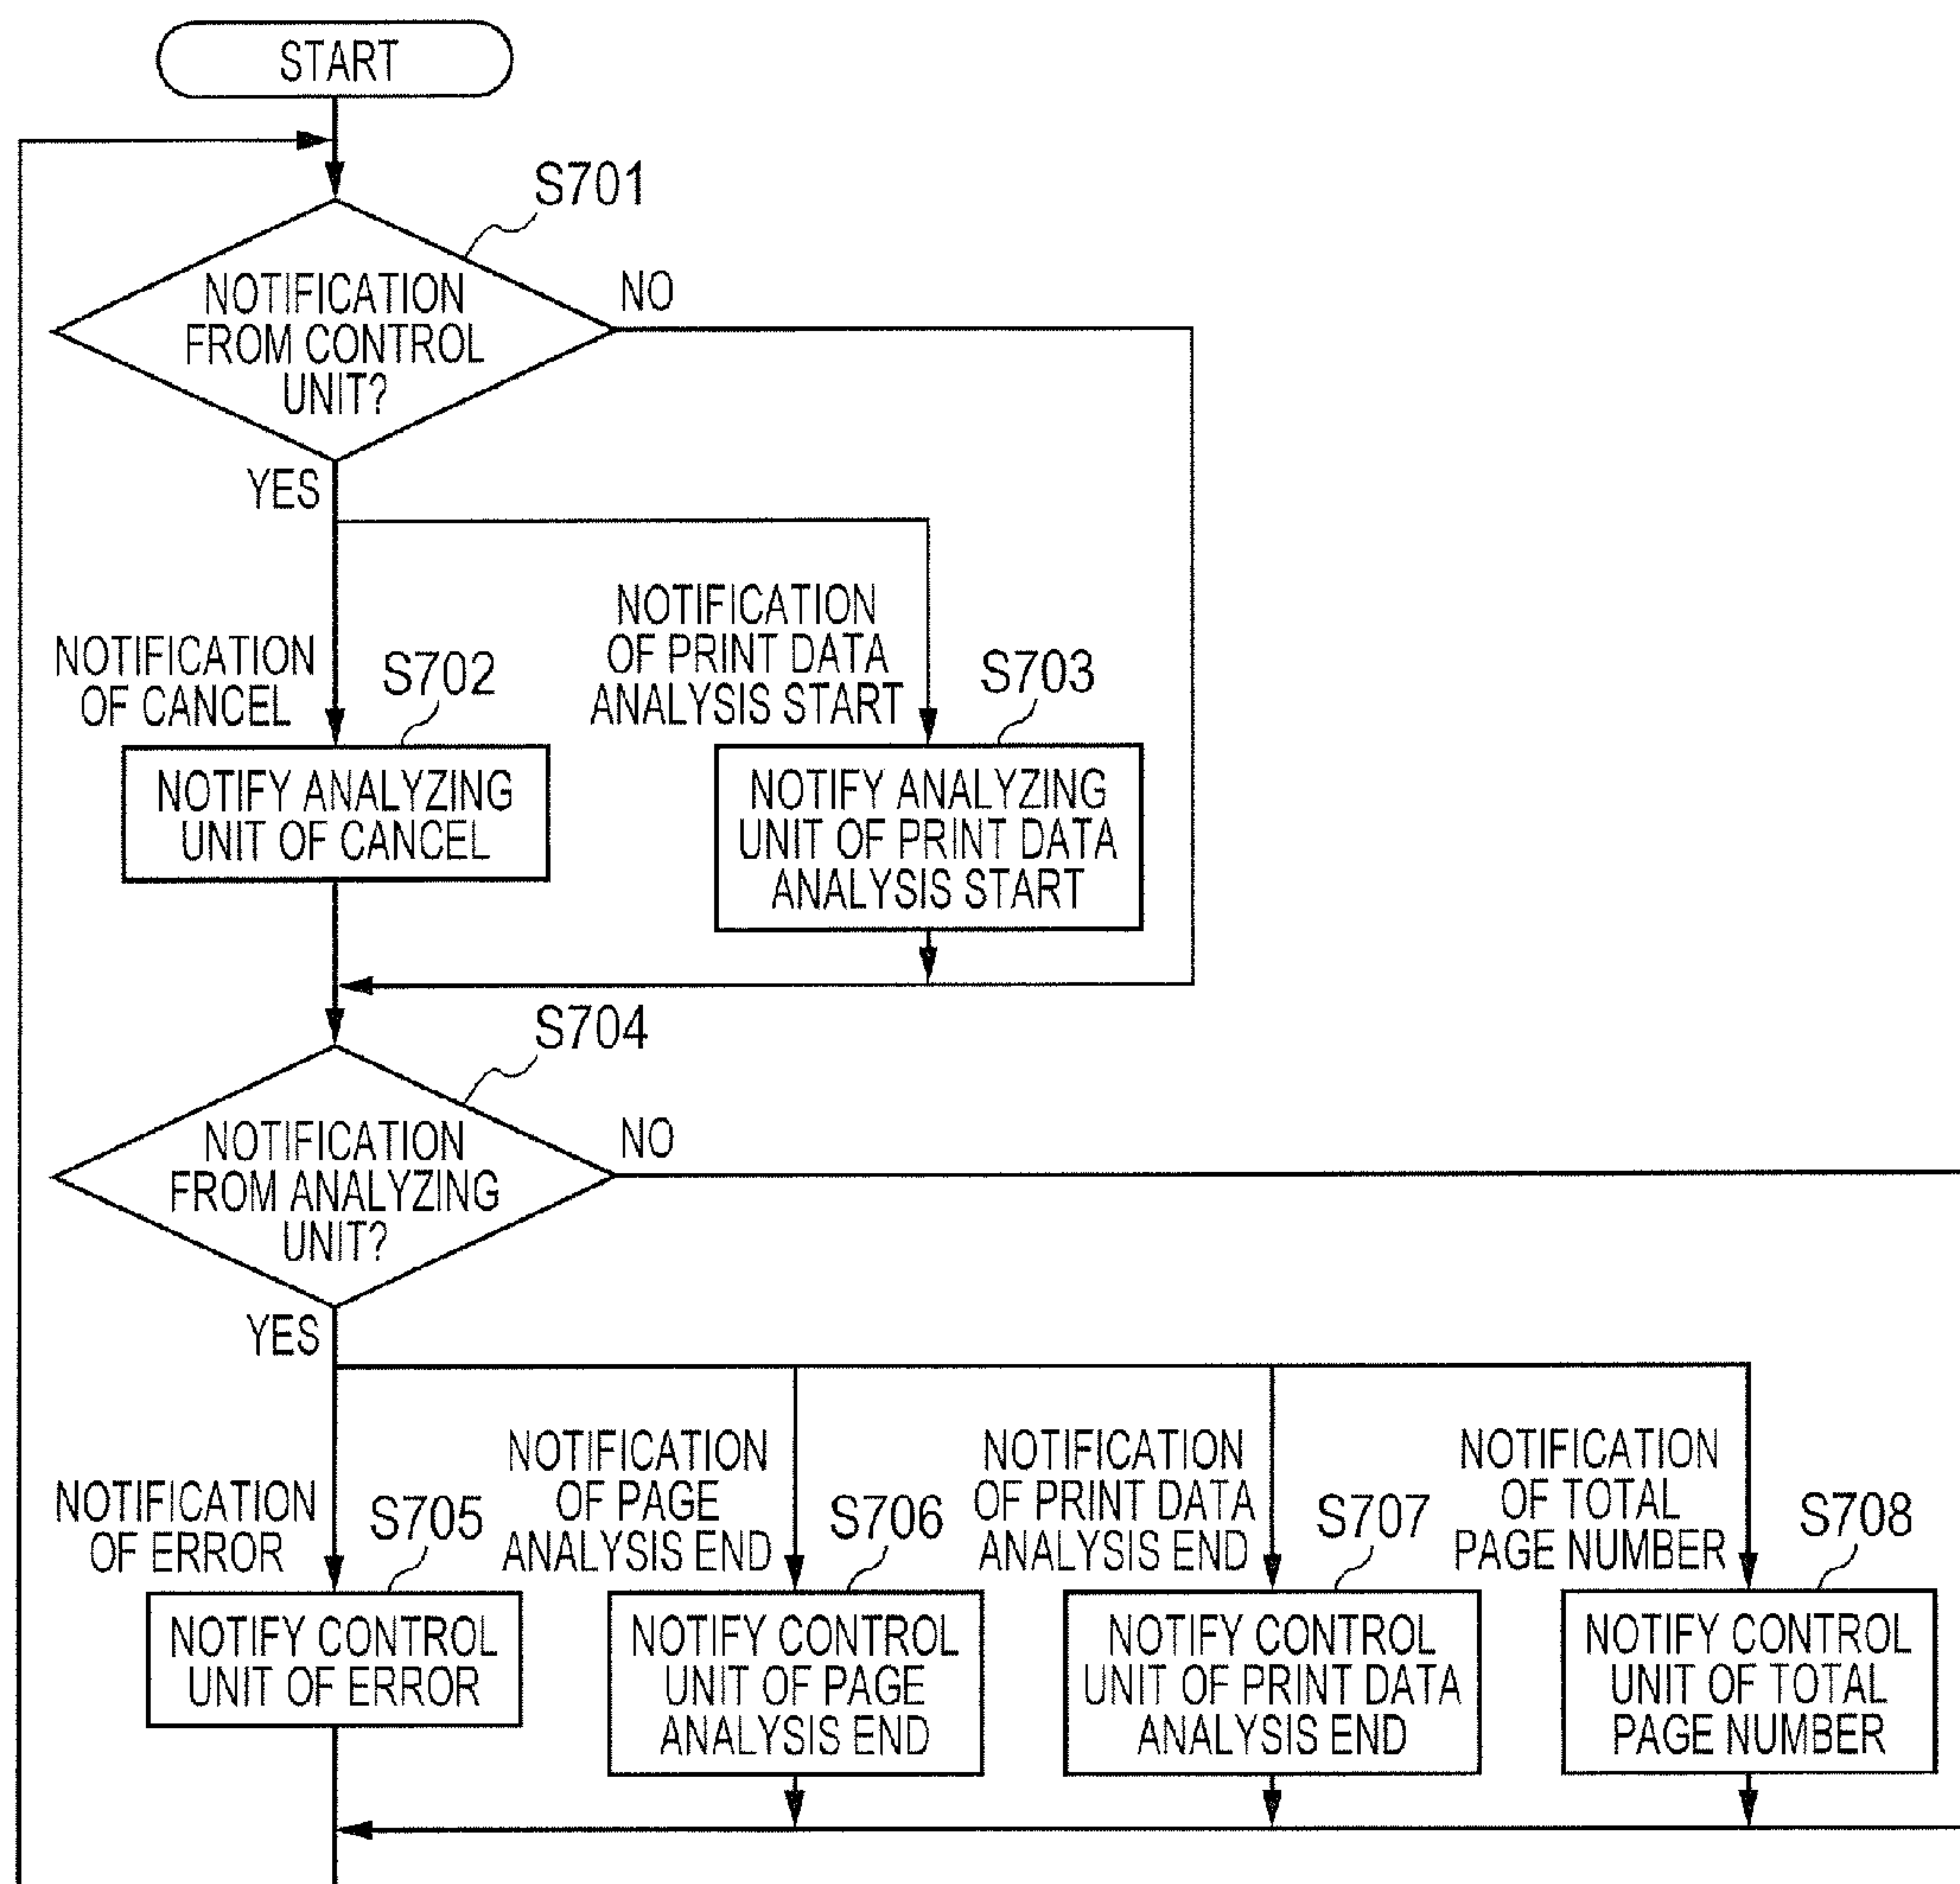 START
S701
NOTIFICATION
FROM CONTROL
UNIT?
NO
YES
NOTIFICATION
OF CANCEL
S702
NOTIFICATION
OF PRINT DATA
ANALYSIS START
S703
NOTIFY ANALYZING
UNIT OF CANCEL
NOTIFY ANALYZING
UNIT OF PRINT DATA
ANALYSIS START
S704
NOTIFICATION
FROM ANALYZING
UNIT?
NO
YES
NOTIFICATION
OF ERROR
S705
NOTIFICATION
OF PAGE
ANALYSIS END
S706
NOTIFICATION
OF PRINT DATA
ANALYSIS END
S707
NOTIFICATION
OF TOTAL
PAGE NUMBER
S708
NOTIFY CONTROL
UNIT OF ERROR
NOTIFY CONTROL
UNIT OF PAGE
ANALYSIS END
NOTIFY CONTROL
UNIT OF PRINT DATA
ANALYSIS END
NOTIFY CONTROL
UNIT OF TOTAL
PAGE NUMBER